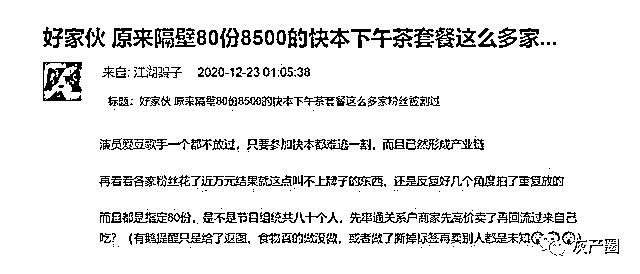 好家伙 原来隔壁80份8500的快本下午茶套餐这么多家...
来自: 江湖骗子 2020-12-23 01:05:38
标题: 好家伙 原来隔壁80份8500的快本下午茶套餐这么多家粉丝被割过
演员爱豆歌手一个都不放过，只要参加快本都难逃一割，而且已然形成产业链
再看看各家粉丝花了近万元结果就这点叫不上牌子的东西，还是反复好几个角度拍了重复放的
而且都是指定80份，是不是节目组统共八十个人，先串通关系户商家先高价卖了再回流过来自己
吃？（有鹅提醒只是给了返图，食物真的做没做，或者做了撕掉标签再卖别人都是未知
灰产圈